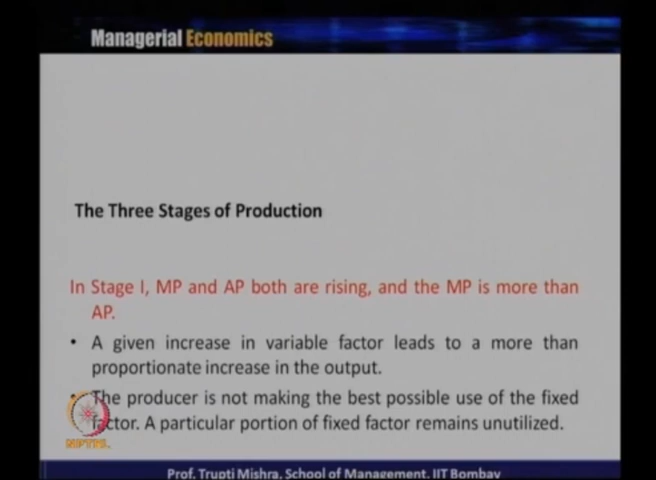 Managerial Economics
The Three Stages of Production
In Stage I, MP and AP both are rising, and the MP is more than
AP.
• A given increase in variable factor leads to a more than
proportionate increase in the output.
• The producer is not making the best possible use of the fixed
factor. A particular portion of fixed factor remains unutilized.
NPTEL
Prof. Trupti Mishra, School of Management, IIT Bombay